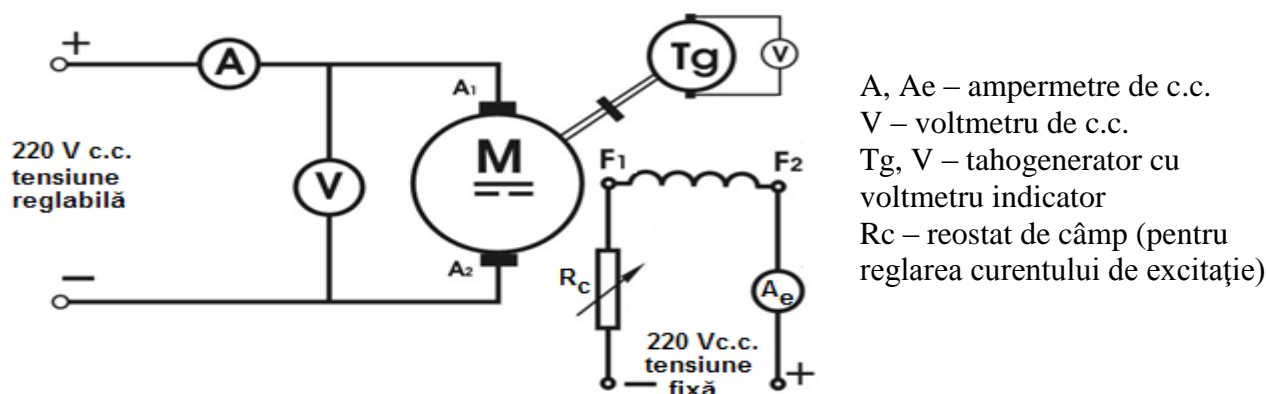 +
A
A1
M
A2
V
220 V c.c.
tensiune
reglabilă
−
Tg
V
F1
F2
Rc
Ae
220 Vc.c.
tensiune
fixă
−
+
A, Ae – ampermetre de c.c.
V – voltmetru de c.c.
Tg, V – tahogenerator cu
voltmetru indicator
Rc – reostat de câmp (pentru
reglarea curentului de excitaţie)